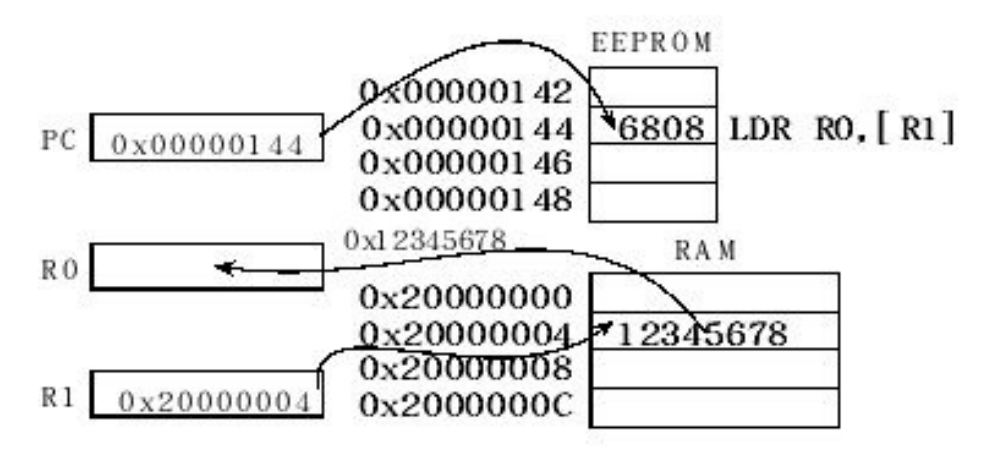 EEPROM
0x00000142
PC 0x00000144 0x00000144 6808 LDR R0,[R1]
0x00000146
0x00000148
0x12345678 RAM
R0
0x20000000
0x20000004 12345678
0x20000008
R1 0x20000004 0x2000000C